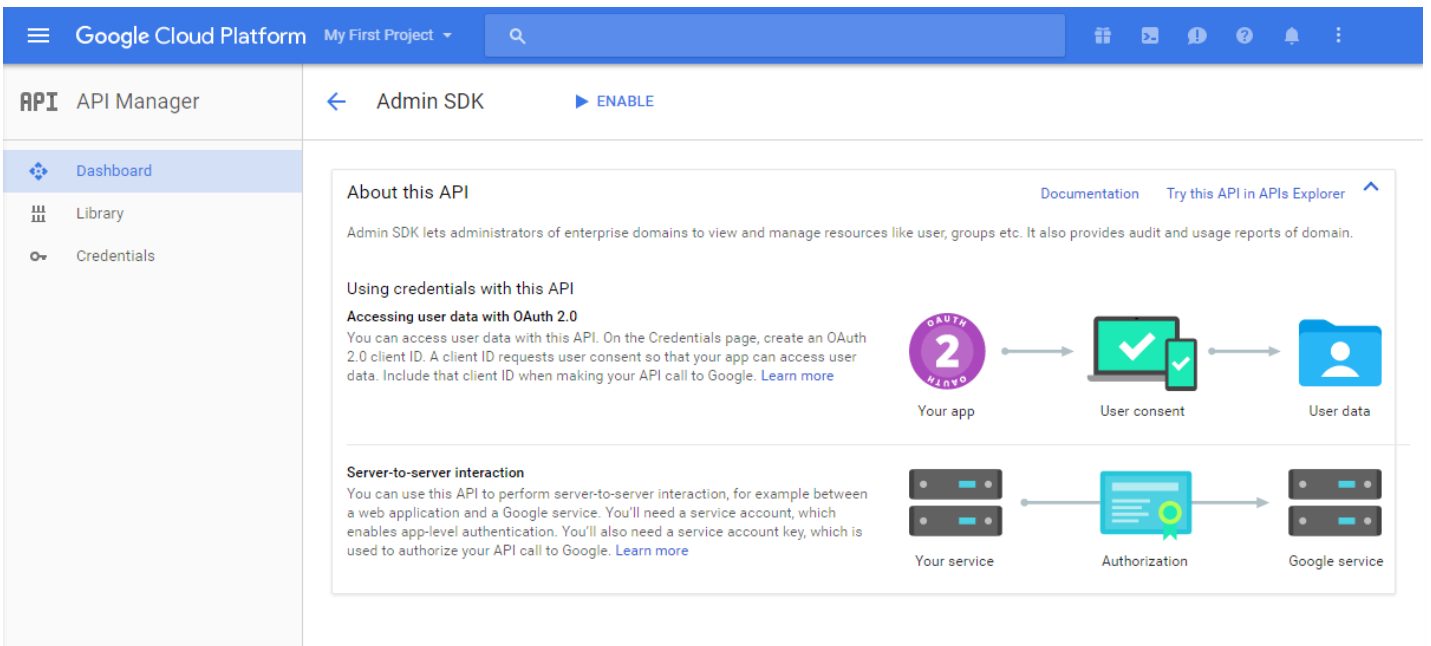 Google Cloud Platform My First Project
API API Manager
Admin SDK ENABLE
Dashboard
Library
Credentials
About this API
Documentation Try this API in APIs Explorer
Admin SDK lets administrators of enterprise domains to view and manage resources like user, groups etc. It also provides audit and usage reports of domain.
Using credentials with this API
Accessing user data with OAuth 2.0
You can access user data with this API. On the Credentials page, create an OAuth
2.0 client ID. A client ID requests user consent so that your app can access user
data. Include that client ID when making your API call to Google. Learn more
OAUTH
2
OAUTH
Your app
User consent
User data
Server-to-server interaction
You can use this API to perform server-to-server interaction, for example between
a web application and a Google service. You'll need a service account, which
enables app-level authentication. You'll also need a service account key, which is
used to authorize your API call to Google. Learn more
Your service
Authorization
Google service